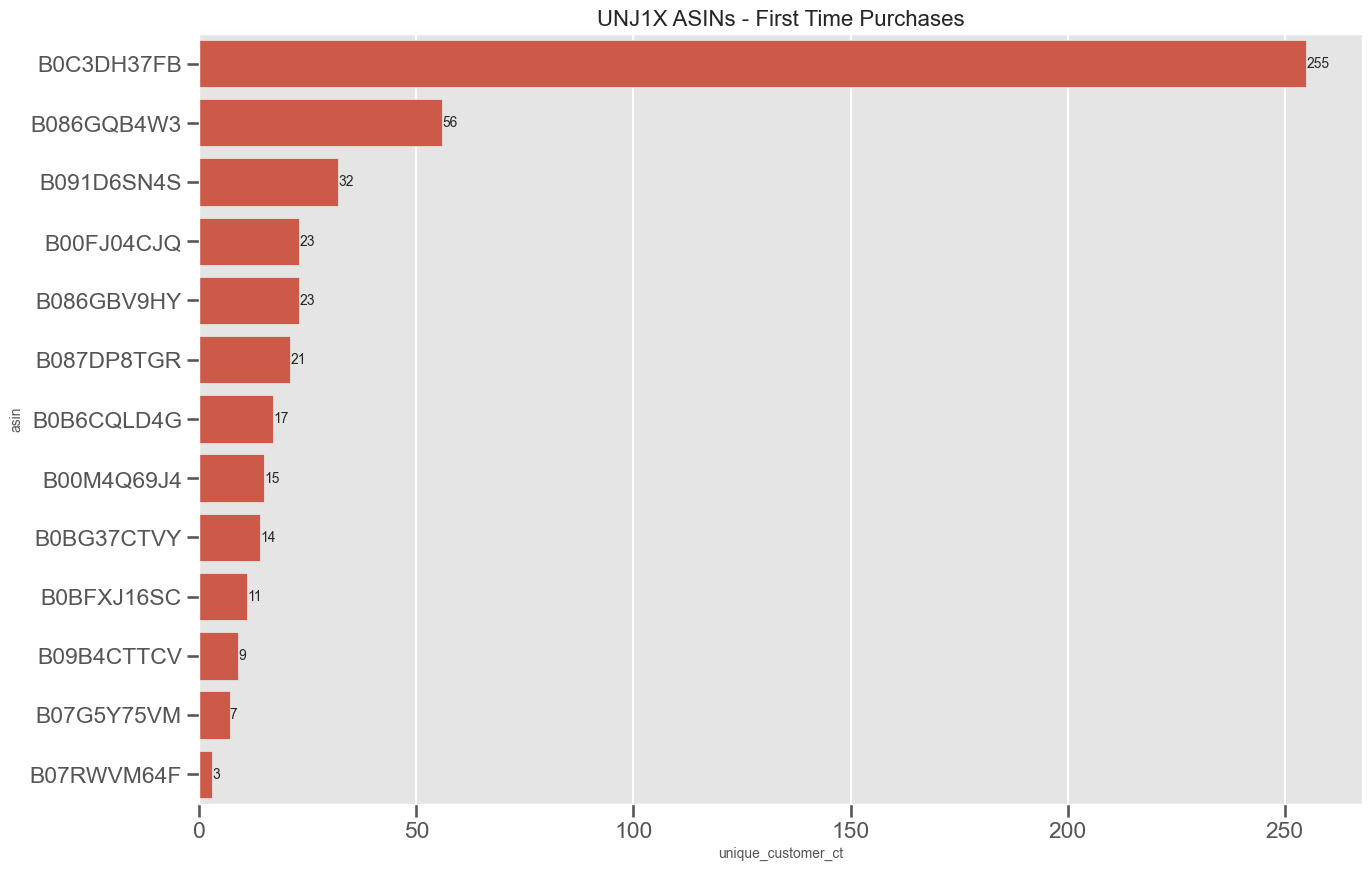 UNJ1X ASINs - First Time Purchases
B0C3DH37FB
255
B086GQB4W3
56
B091D6SN4S
32
B00FJ04CJQ
23
B086GBV9HY
23
B087DP8TGR
21
B0B6CQLD4G
17
B00M4Q69J4
15
B0BG37CTVY
14
B0BFXJ16SC
11
B09B4CTTCV
9
B07G5Y75VM
7
B07RWVM64F
3
asin
0 50 100 150 200 250
unique_customer_ct